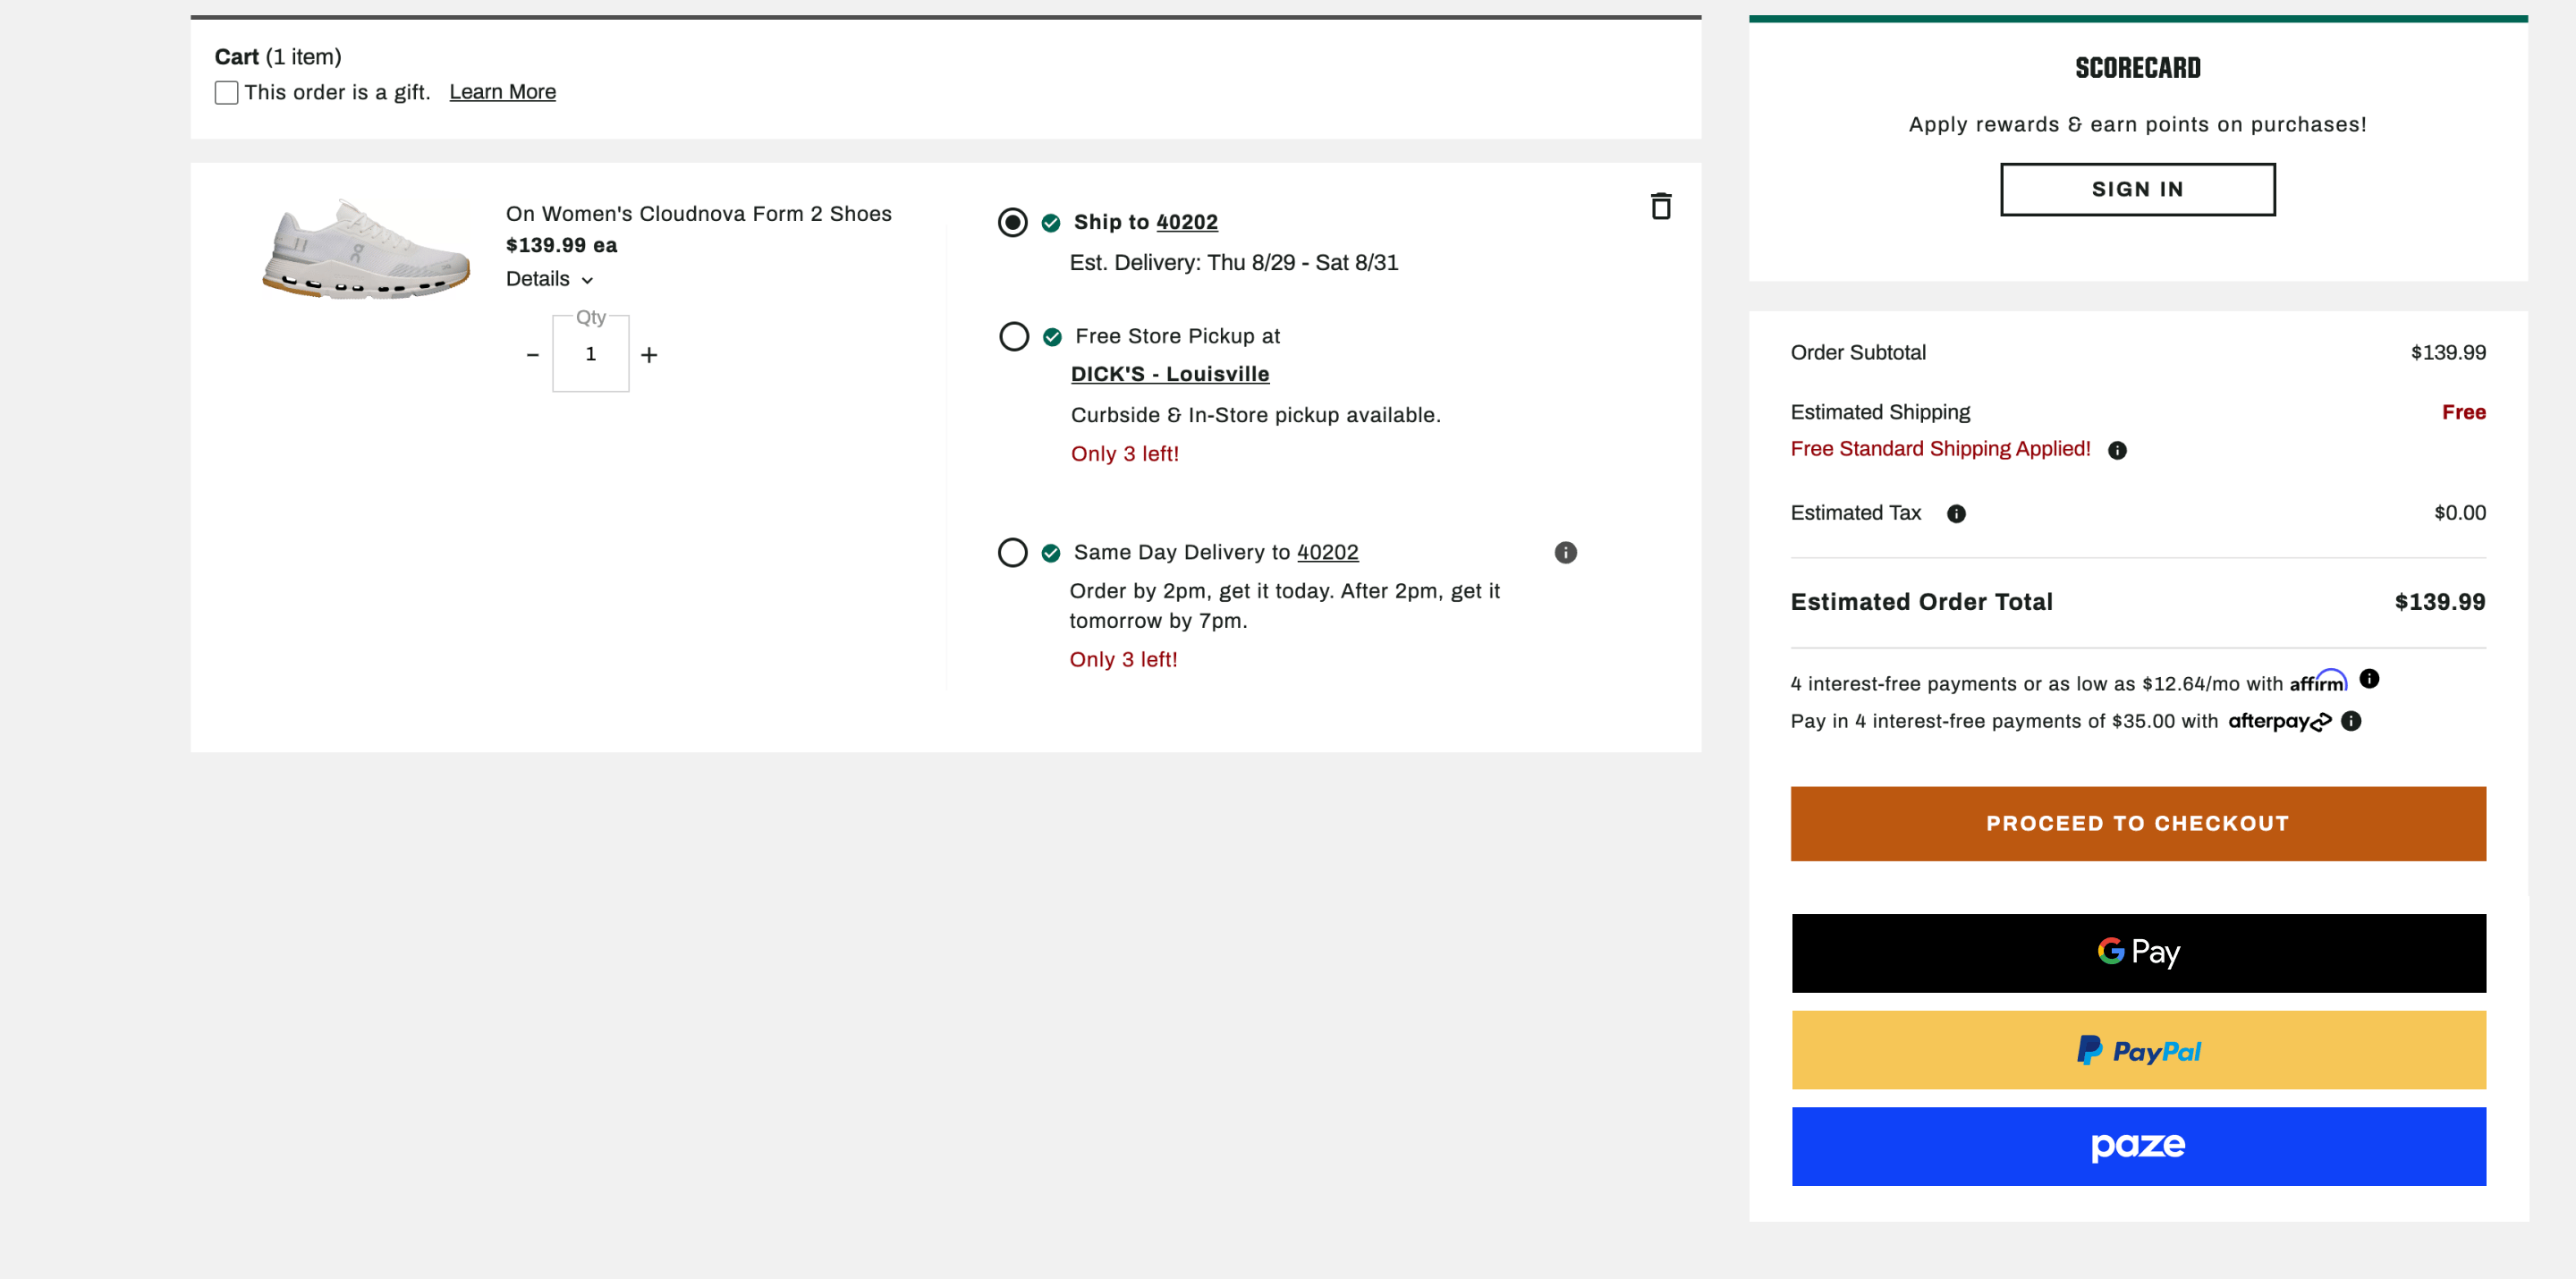 Cart (1 item)
This order is a gift. Learn More
On Women's Cloudnova Form 2 Shoes
$139.99 ea
Details
Qty
- 1 +
Ship to 40202
Est. Delivery: Thu 8/29 - Sat 8/31
Free Store Pickup at
DICK'S - Louisville
Curbside & In-Store pickup available.
Only 3 left!
Same Day Delivery to 40202
Order by 2pm, get it today. After 2pm, get it
tomorrow by 7pm.
Only 3 left!
SCORECARD
Apply rewards & earn points on purchases!
SIGN IN
Order Subtotal $139.99
Estimated Shipping Free
Free Standard Shipping Applied!
Estimated Tax $0.00
Estimated Order Total $139.99
4 interest-free payments or as low as $12.64/mo with affirm
Pay in 4 interest-free payments of $35.00 with afterpay
PROCEED TO CHECKOUT
G Pay
PayPal
paze